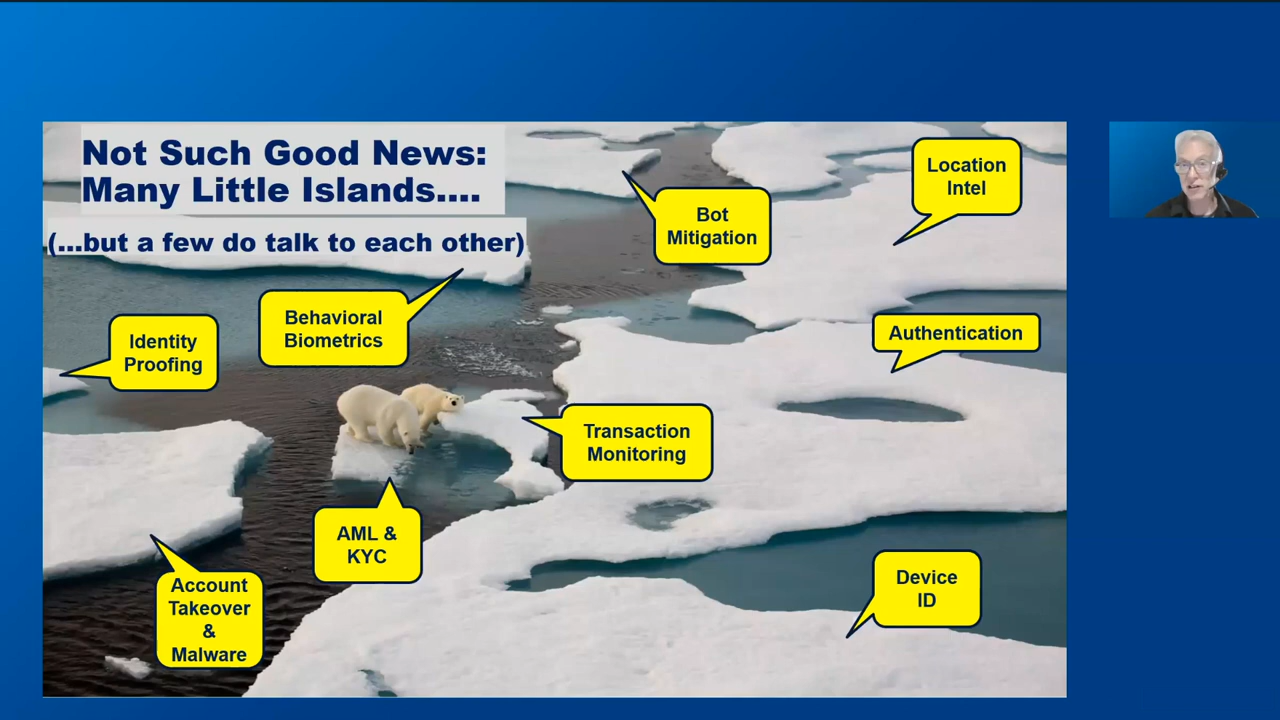 Not Such Good News:
Many Little Islands....
(...but a few do talk to each other)
Location
Intel
Bot
Mitigation
Behavioral
Biometrics
Identity
Proofing
Authentication
Transaction
Monitoring
AML &
KYC
Account
Takeover
&
Malware
Device
ID